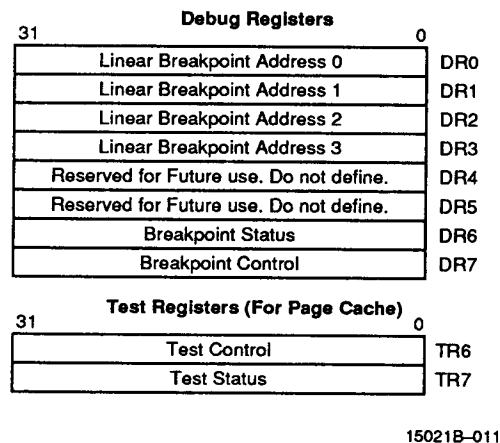 Debug Registers
31 0
Linear Breakpoint Address 0 DR0
Linear Breakpoint Address 1 DR1
Linear Breakpoint Address 2 DR2
Linear Breakpoint Address 3 DR3
Reserved for Future use. Do not define. DR4
Reserved for Future use. Do not define. DR5
Breakpoint Status DR6
Breakpoint Control DR7
Test Registers (For Page Cache)
31 0
Test Control TR6
Test Status TR7
15021B–011